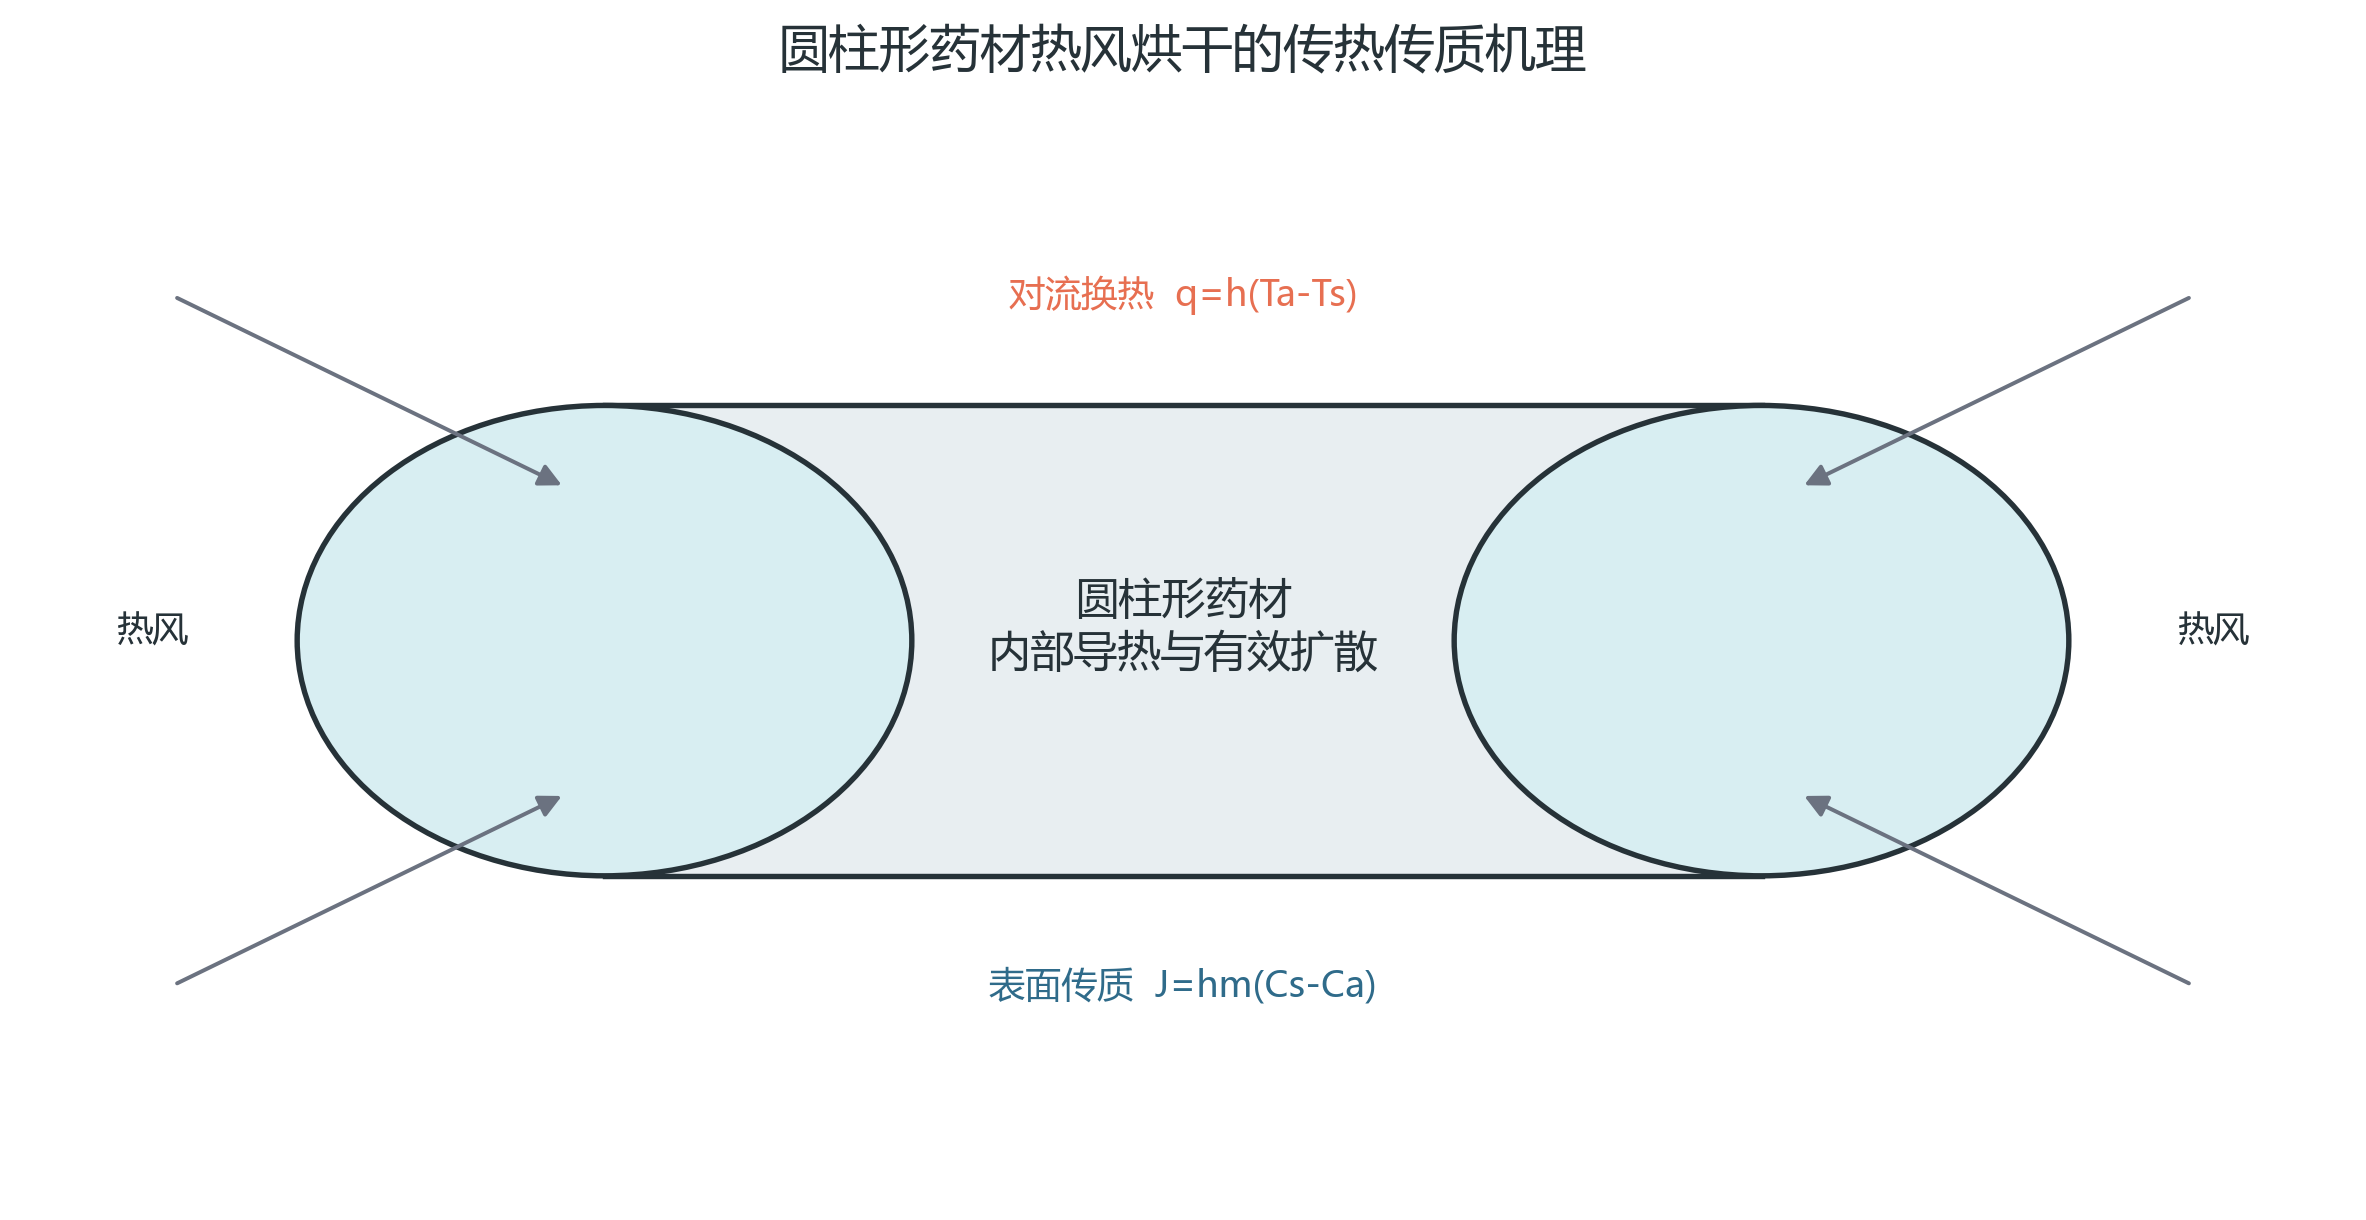 圆柱形药材热风烘干的传热传质机理
对流换热 q=h(Ta-Ts)
圆柱形药材
内部导热与有效扩散
热风
热风
表面传质 J=hm(Cs-Ca)